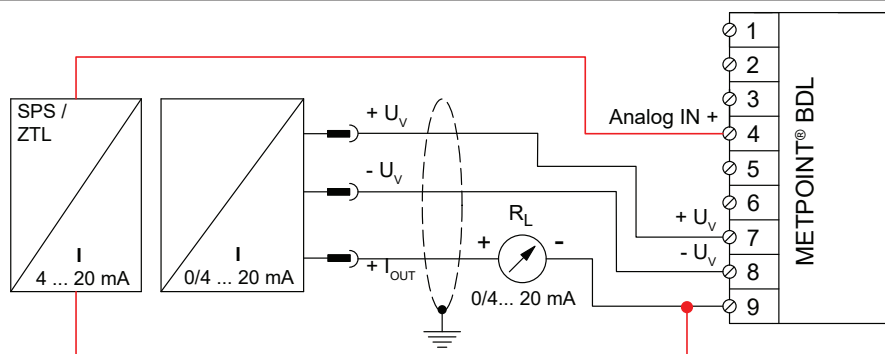 SPS /
ZTL
I
4 ... 20 mA
I
0/4 ... 20 mA
+ UV
- UV
+ IOUT
RL
+ -
0/4... 20 mA
Analog IN +
+ UV
- UV
1
2
3
4
5
6
7
8
9
METPOINT® BDL